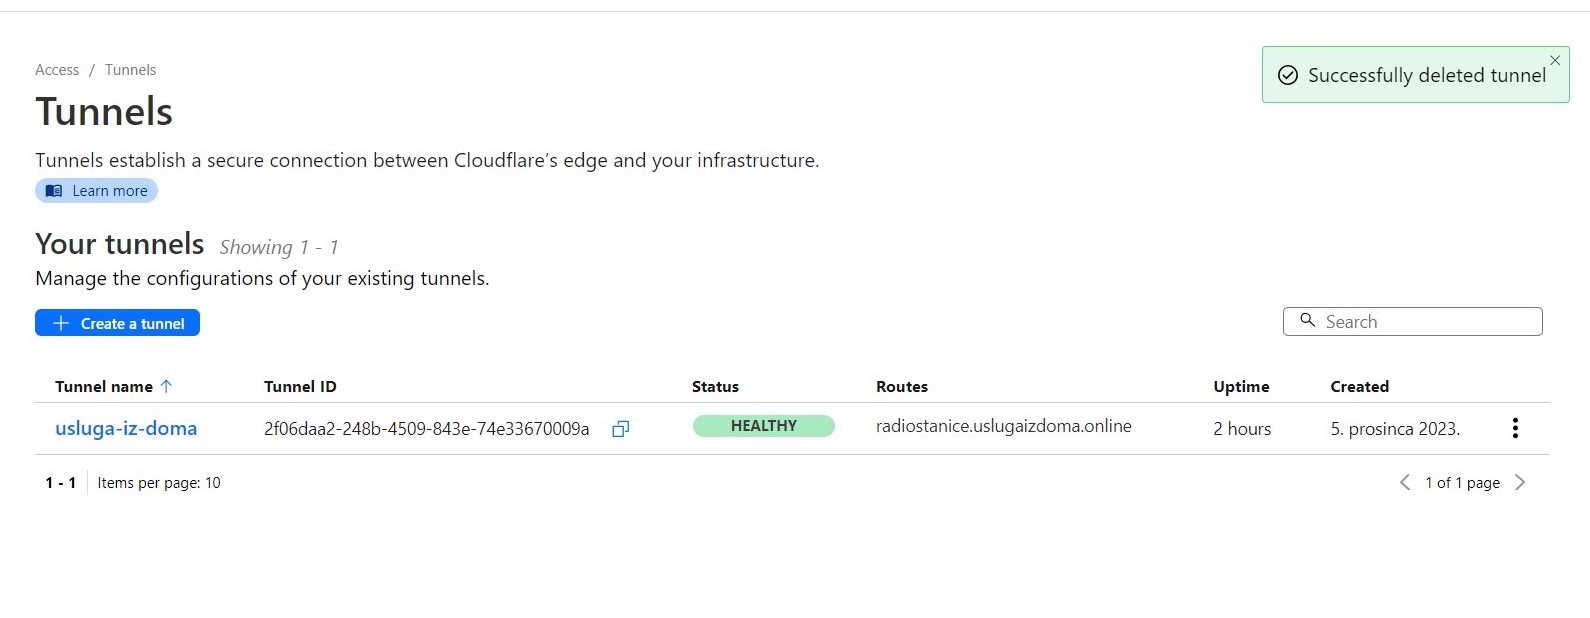 Access / Tunnels
Successfully deleted tunnel
Tunnels
Tunnels establish a secure connection between Cloudflare's edge and your infrastructure.
Learn more
Your tunnels Showing 1 - 1
Manage the configurations of your existing tunnels.
Create a tunnel
Search
Tunnel name Tunnel ID Status Routes Uptime Created
usluga-iz-doma 2f06daa2-248b-4509-843e-74e33670009a HEALTHY radiostanice.uslugaizdoma.online 2 hours 5. prosinca 2023.
1 - 1 Items per page: 10 1 of 1 page